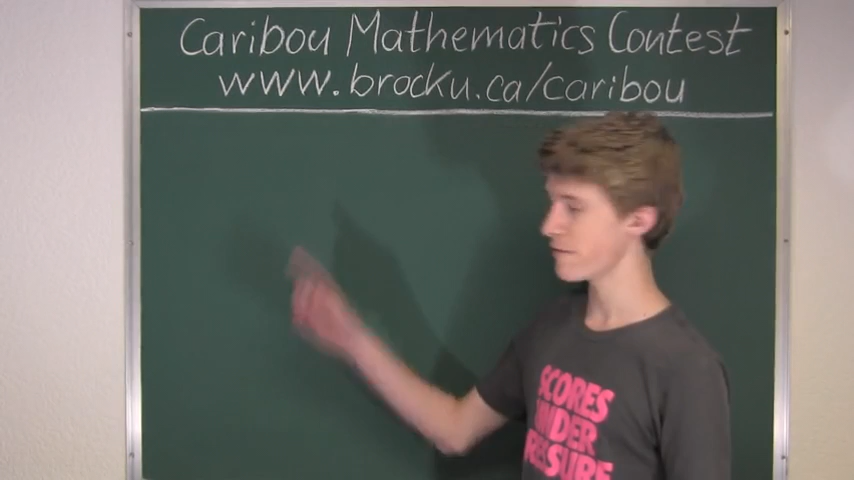 Caribou Mathematics Contest
www.brocku.ca/caribou
SCORES
UNDER
PRESSURE